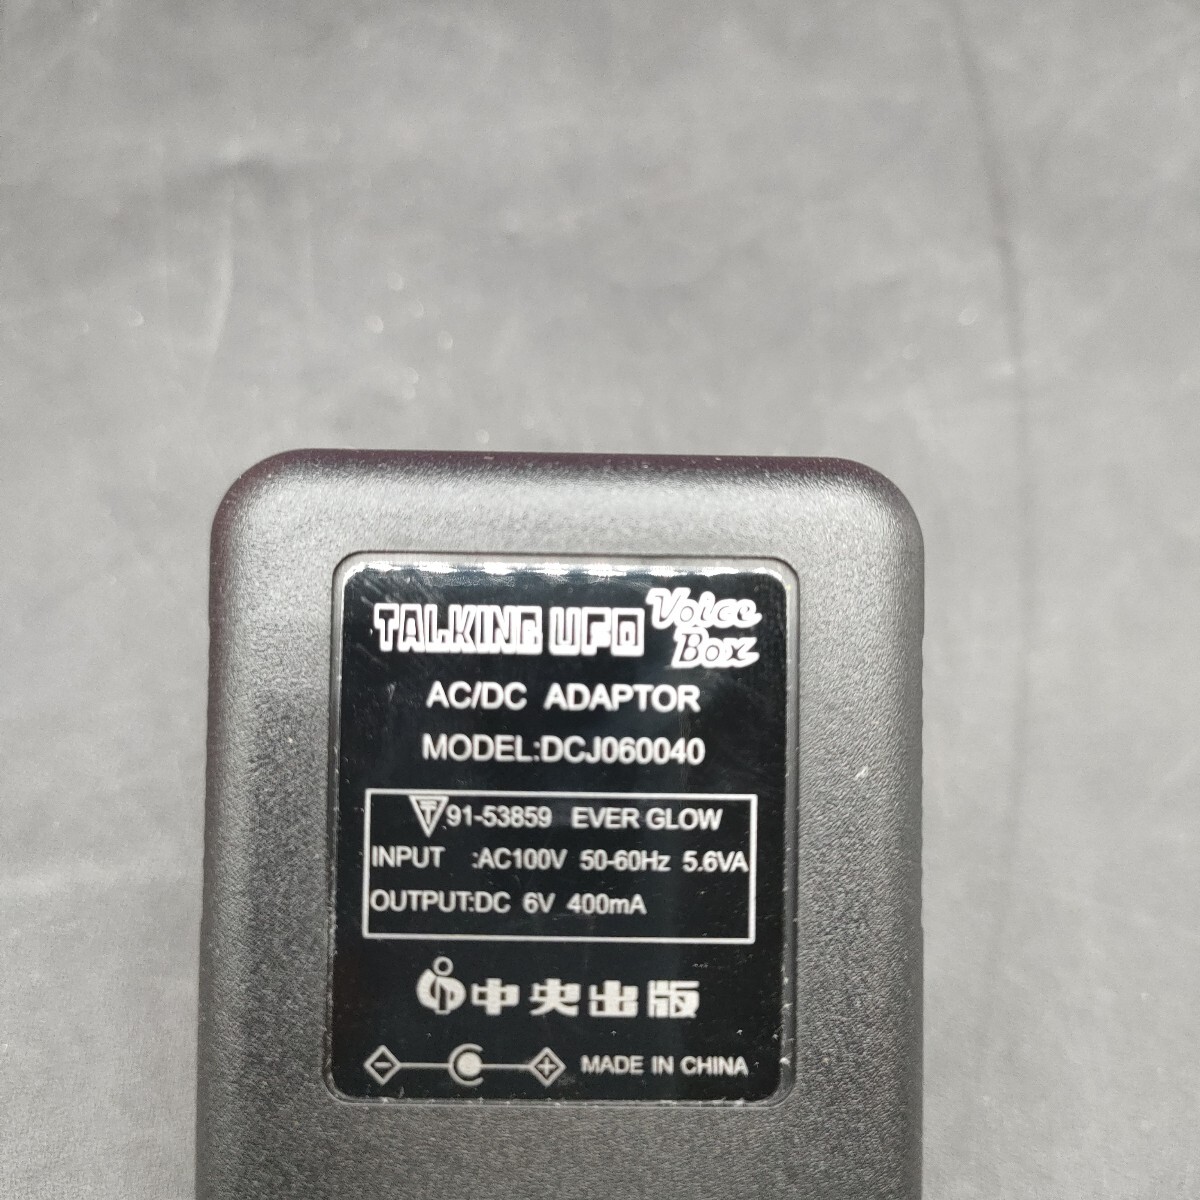 TALKING UFO Voice Box
AC/DC ADAPTOR
MODEL:DCJ060040
T 91-53859 EVER GLOW
INPUT :AC100V 50-60Hz 5.6VA
OUTPUT:DC 6V 400mA
中央出版
MADE IN CHINA